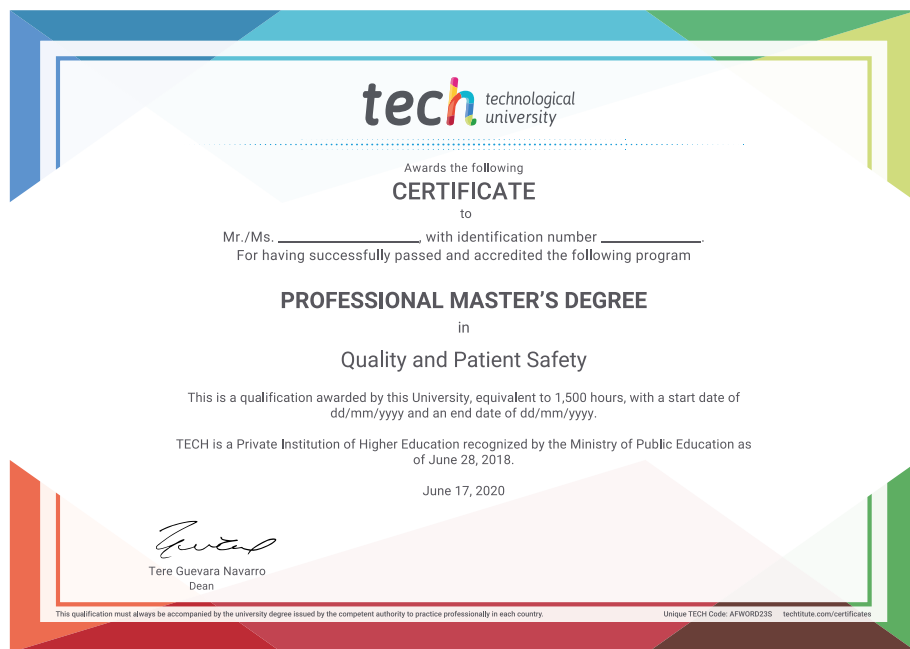 tech technological
university
Awards the following
CERTIFICATE
to
Mr./Ms. ____________________, with identification number ______________.
For having successfully passed and accredited the following program
PROFESSIONAL MASTER'S DEGREE
in
Quality and Patient Safety
This is a qualification awarded by this University, equivalent to 1,500 hours, with a start date of
dd/mm/yyyy and an end date of dd/mm/yyyy.
TECH is a Private Institution of Higher Education recognized by the Ministry of Public Education as
of June 28, 2018.
June 17, 2020
Tere Guevara Navarro
Dean
This qualification must always be accompanied by the university degree issued by the competent authority to practice professionally in each country.
Unique TECH Code: AFWORD23S techtitute.com/certificates